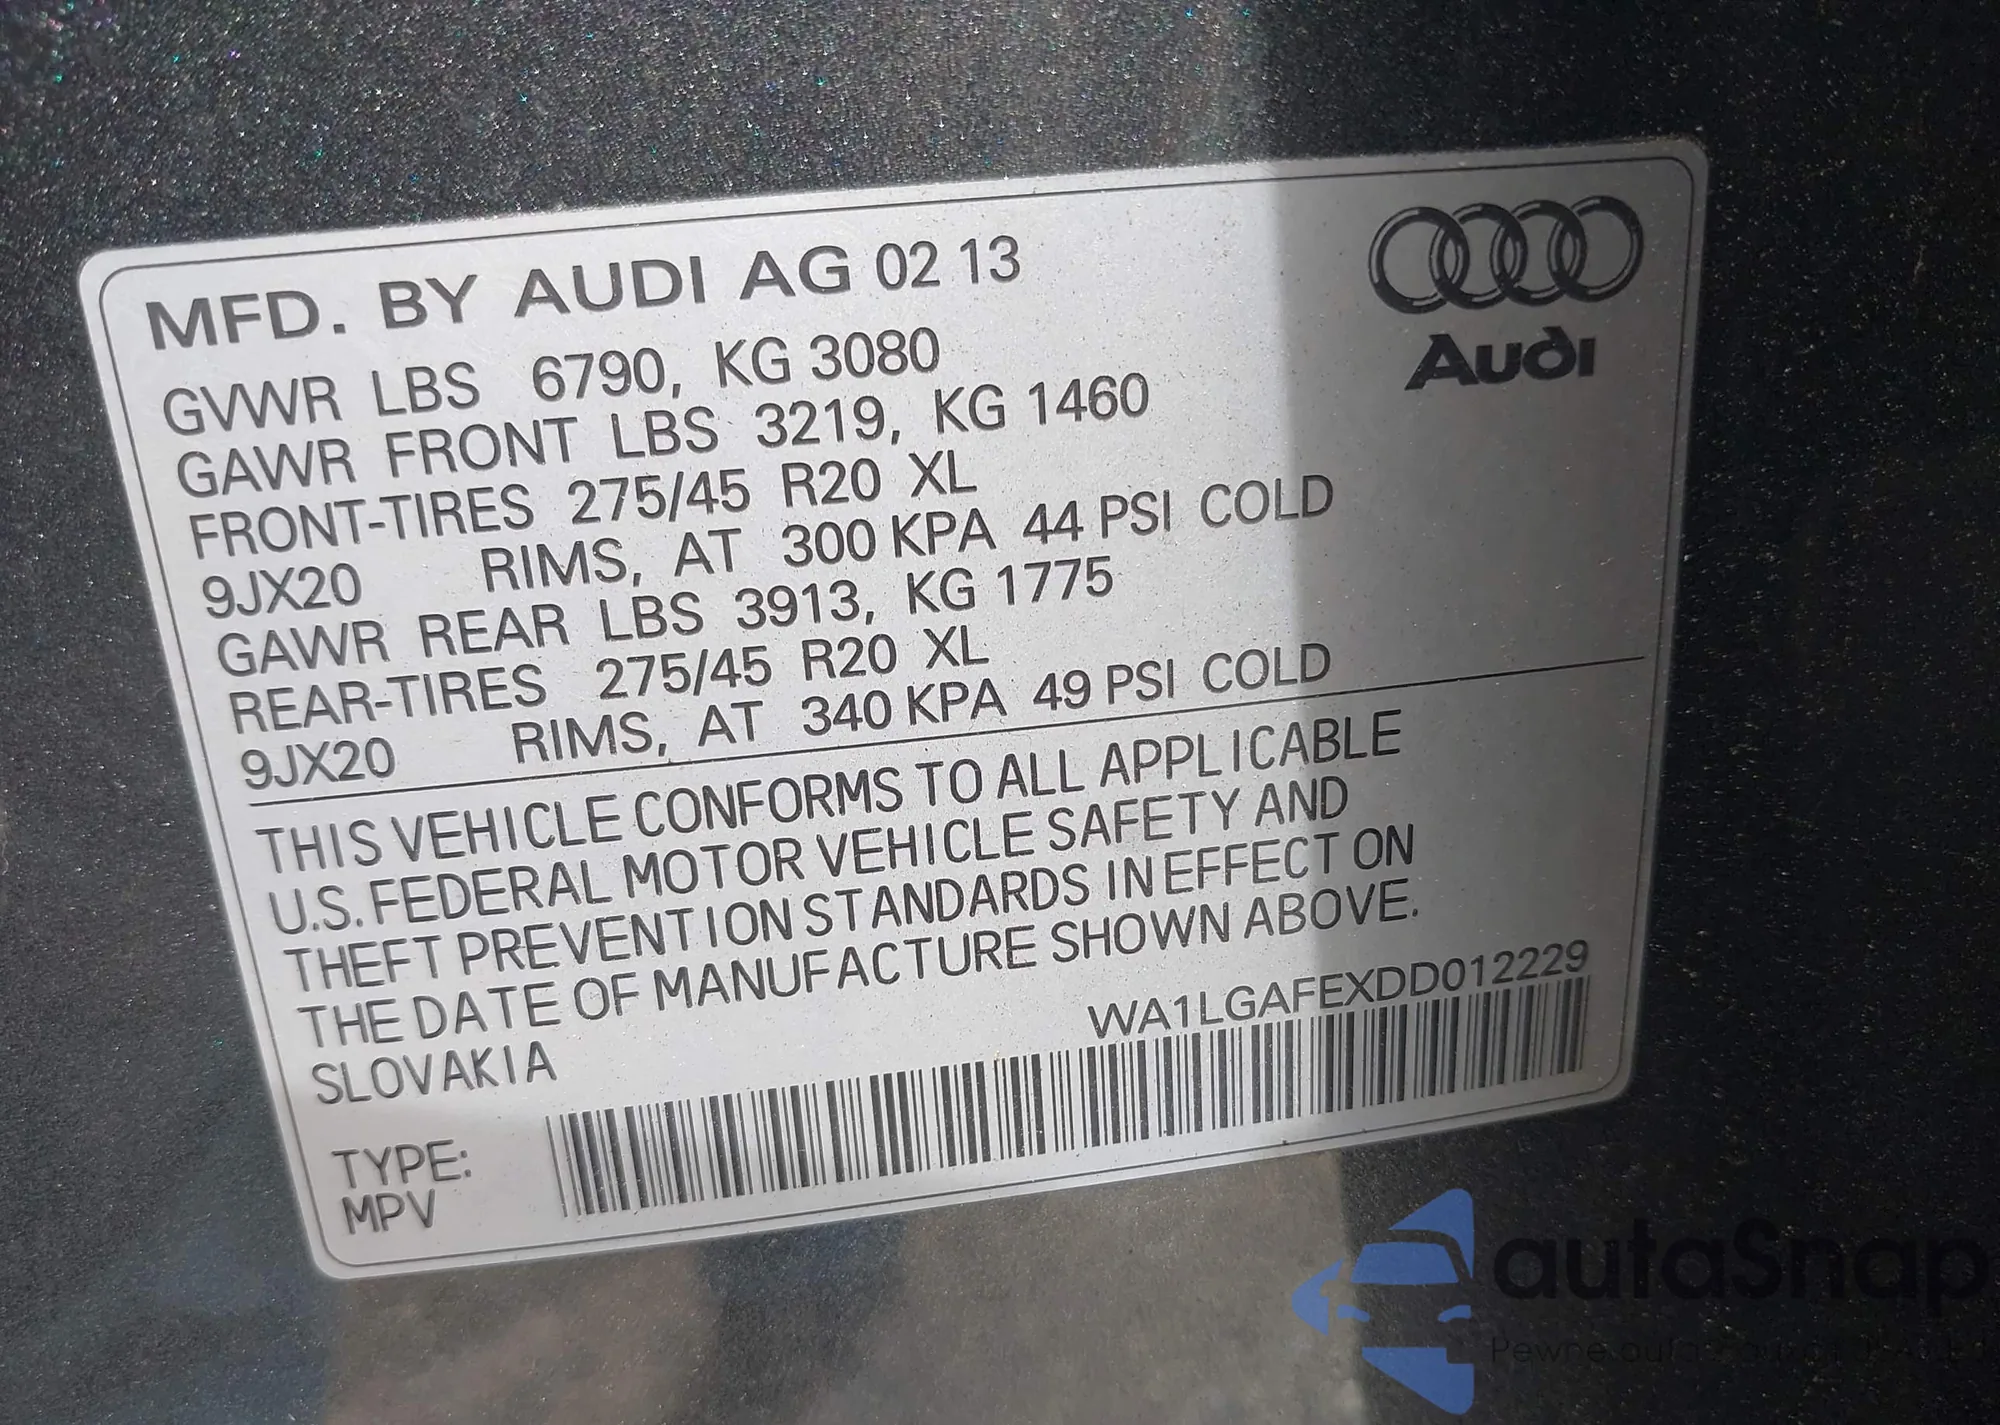 MFD. BY AUDI AG 02 13
Audi
GVWR LBS 6790, KG 3080
GAWR FRONT LBS 3219, KG 1460
FRONT-TIRES 275/45 R20 XL
9JX20 RIMS, AT 300 KPA 44 PSI COLD
GAWR REAR LBS 3913, KG 1775
REAR-TIRES 275/45 R20 XL
9JX20 RIMS, AT 340 KPA 49 PSI COLD
THIS VEHICLE CONFORMS TO ALL APPLICABLE
U.S. FEDERAL MOTOR VEHICLE SAFETY AND
THEFT PREVENTION STANDARDS IN EFFECT ON
THE DATE OF MANUFACTURE SHOWN ABOVE.
SLOVAKIA
WA1LGAFEXDD012229
TYPE:
MPV
autaSnap
Pewne auta